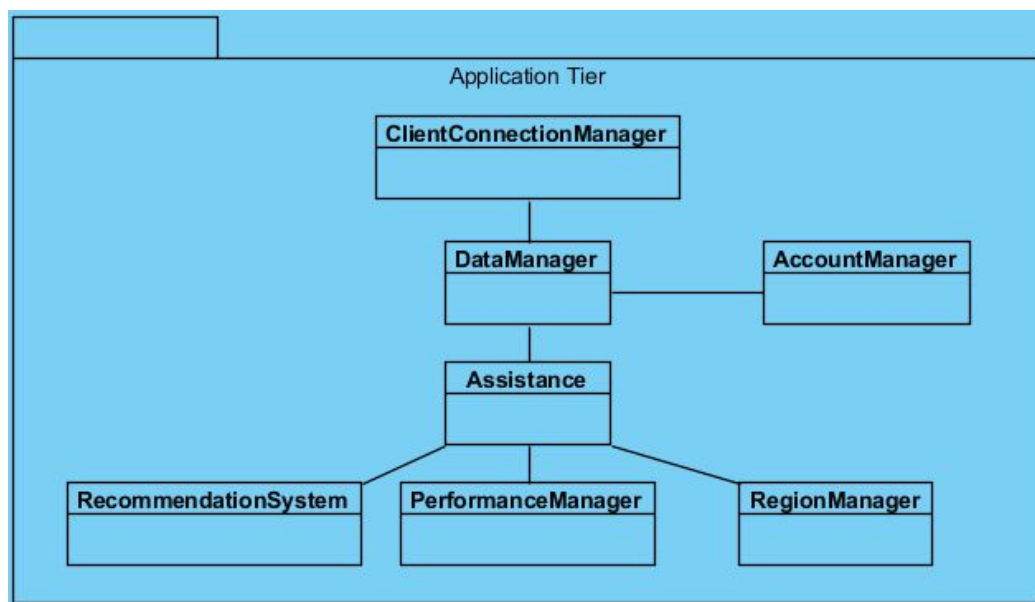 Application Tier
ClientConnectionManager
DataManager
AccountManager
Assistance
RecommendationSystem
PerformanceManager
RegionManager